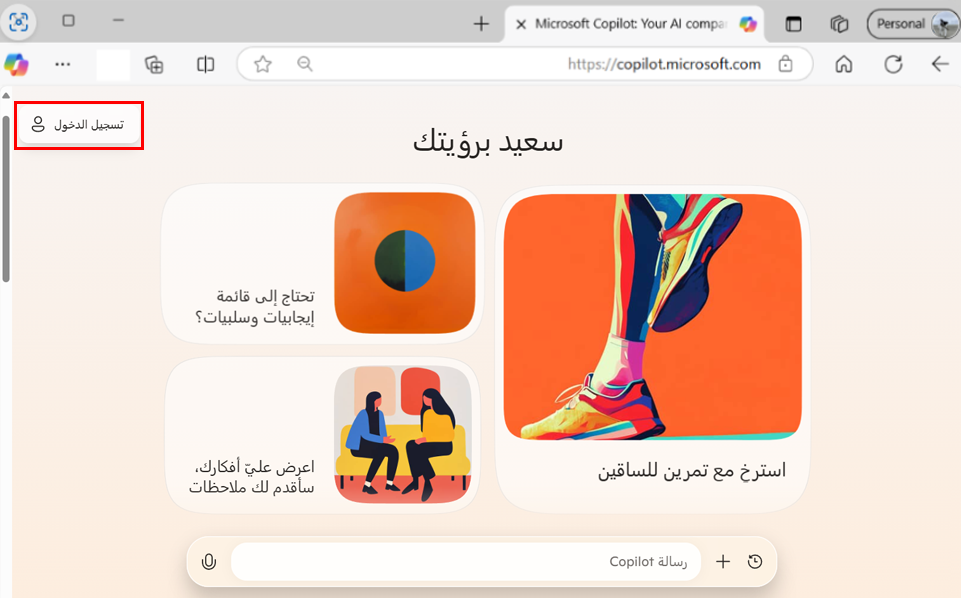 Microsoft Copilot: Your AI compa
Personal
https://copilot.microsoft.com
تسجيل الدخول
سعيد برؤيتك
استرخِ مع تمرين للساقين
تحتاج إلى قائمة
إيجابيات وسلبيات؟
اعرض عليّ أفكارك،
سأقدم لك ملاحظات
رسالة Copilot